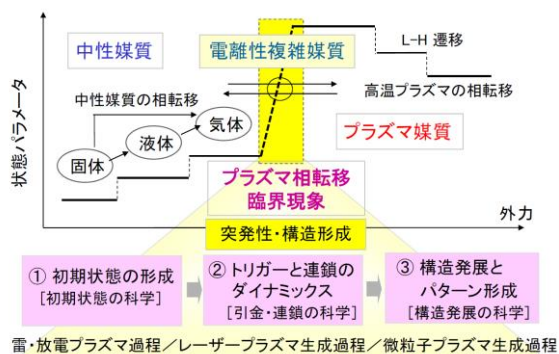 中性媒質
電離性複雑媒質
L-H 遷移
中性媒質の相転移
高温プラズマの相転移
気体
液体
固体
プラズマ媒質
状態パラメータ
プラズマ相転移
臨界現象
外力
突発性・構造形成
① 初期状態の形成
[初期状態の科学]
② トリガーと連鎖の
ダイナミックス
[引金・連鎖の科学]
③ 構造発展と
パターン形成
[構造発展の科学]
雷・放電プラズマ過程／レーザープラズマ生成過程／微粒子プラズマ生成過程